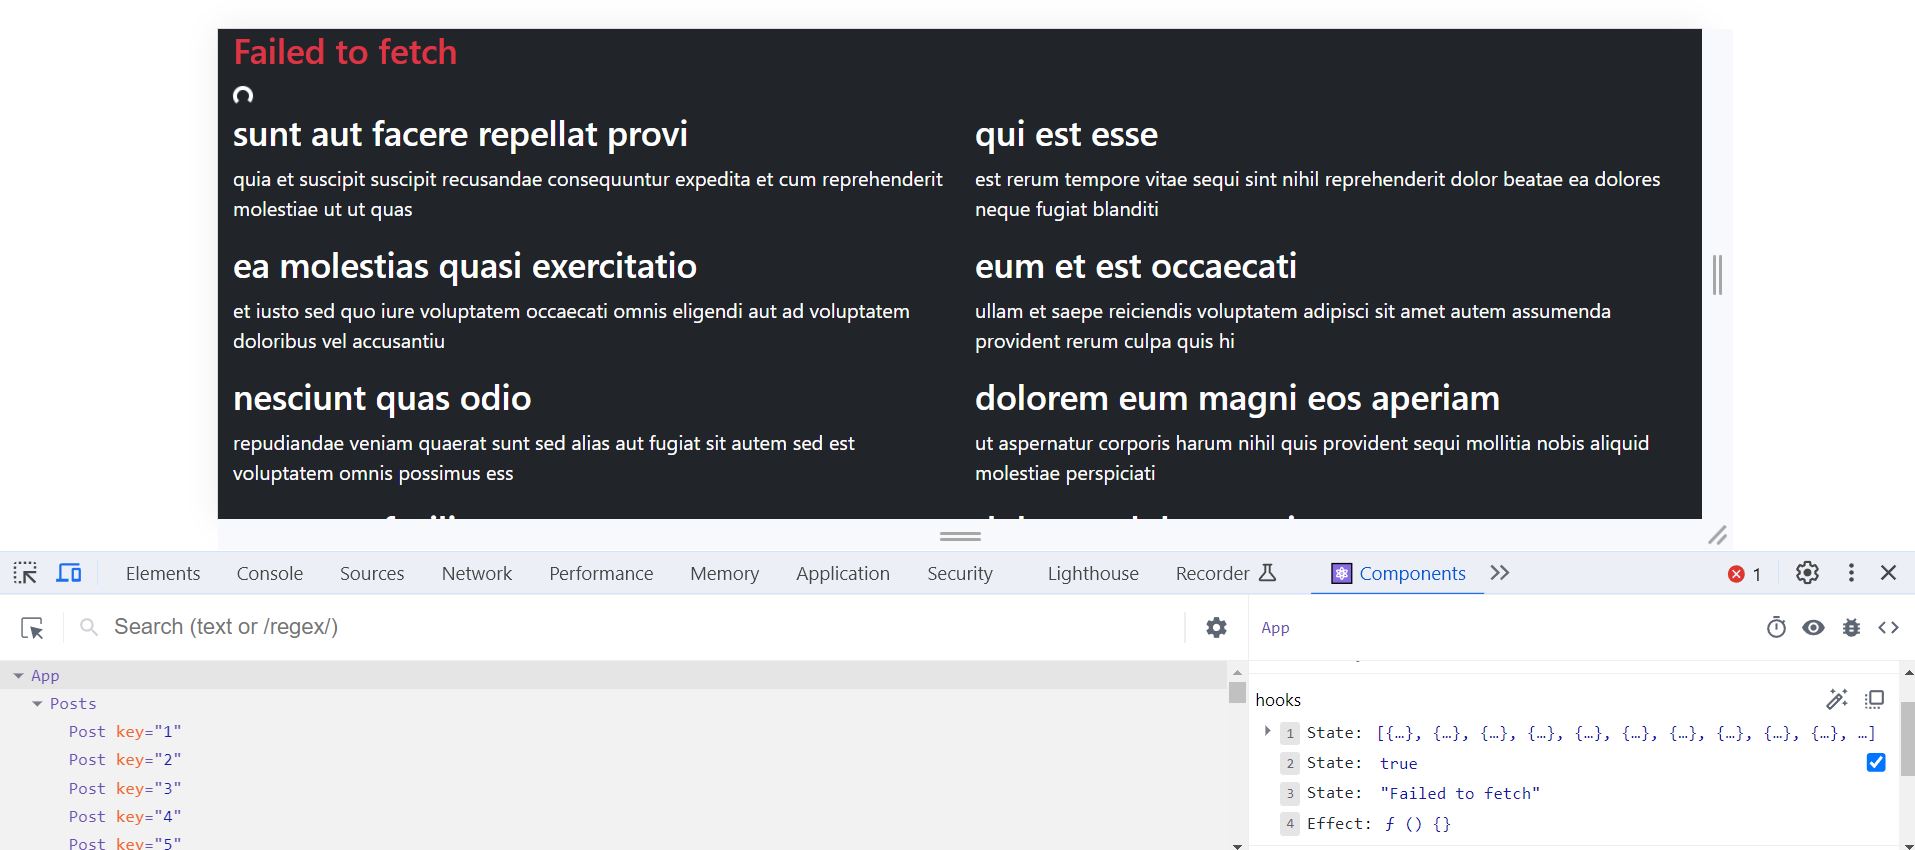 Failed to fetch
sunt aut facere repellat provi
quia et suscipit suscipit recusandae consequuntur expedita et cum reprehenderit
molestiae ut ut quas
qui est esse
est rerum tempore vitae sequi sint nihil reprehenderit dolor beatae ea dolores
neque fugiat blanditi
ea molestias quasi exercitatio
et iusto sed quo iure voluptatem occaecati omnis eligendi aut ad voluptatem
doloribus vel accusantiu
eum et est occaecati
ullam et saepe reiciendis voluptatem adipisci sit amet autem assumenda
provident rerum culpa quis hi
nesciunt quas odio
repudiandae veniam quaerat sunt sed alias aut fugiat sit autem sed est
voluptatem omnis possimus ess
dolorem eum magni eos aperiam
ut aspernatur corporis harum nihil quis provident sequi mollitia nobis aliquid
molestiae perspiciati
Elements Console Sources Network Performance Memory Application Security Lighthouse Recorder Components 1
Search (text or /regex/)
App
App
Posts
Post key="1"
Post key="2"
Post key="3"
Post key="4"
Post key="5"
hooks
1 State: [{…}, {…}, {…}, {…}, {…}, {…}, {…}, {…}, {…}, {…}, …]
2 State: true
3 State: "Failed to fetch"
4 Effect: ƒ () {}